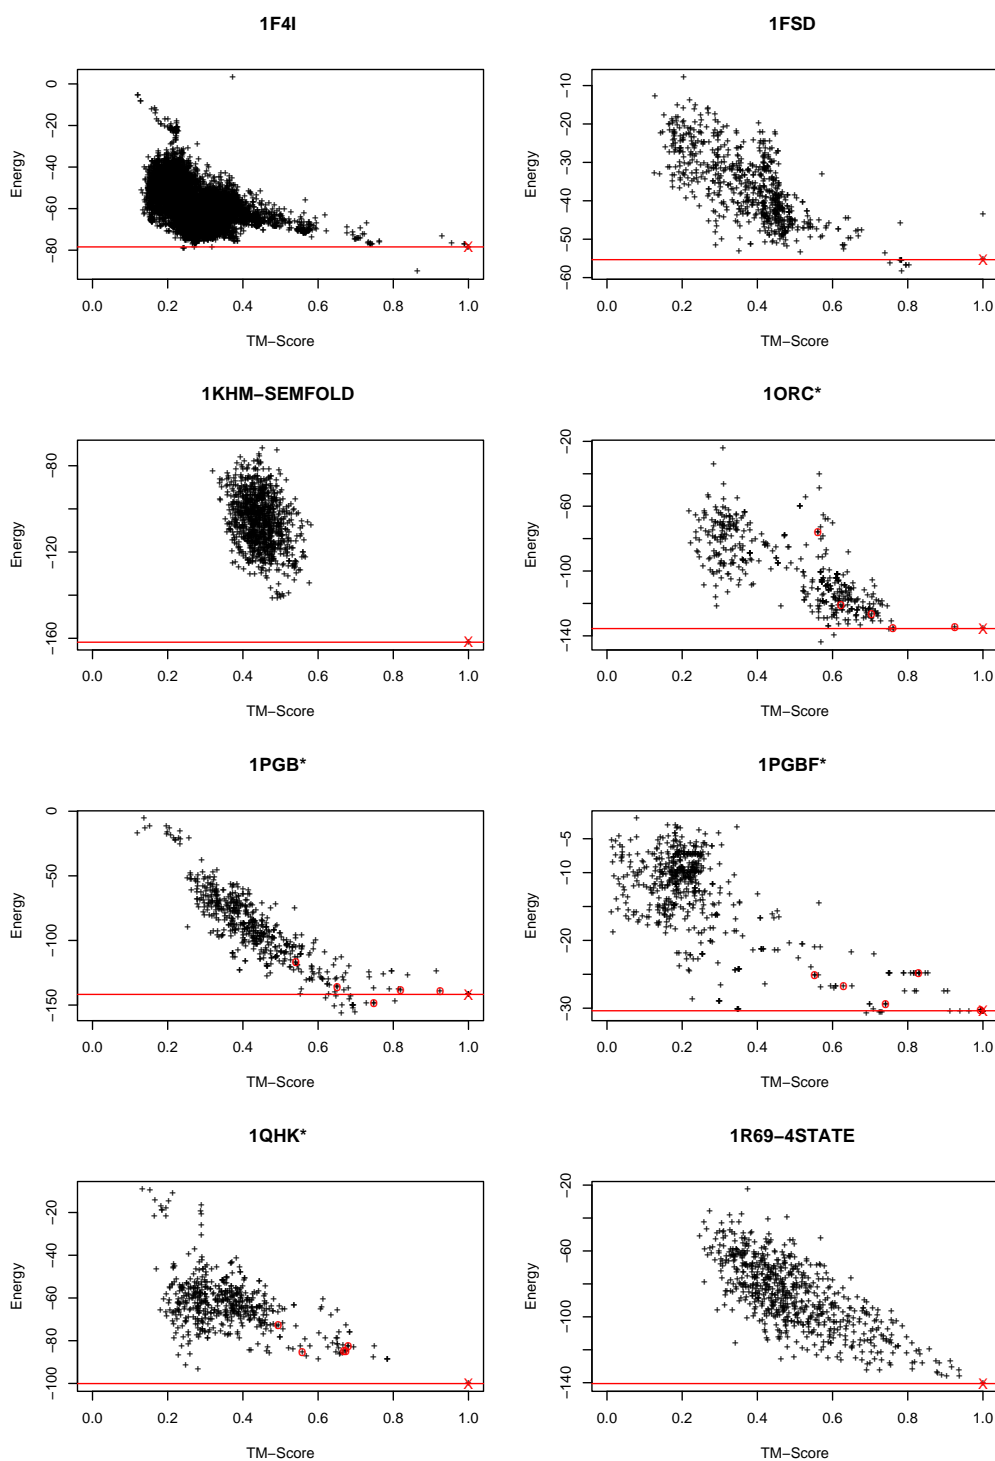 1F4I
Energy
0
−20
−40
−60
−80
0.0 0.2 0.4 0.6 0.8 1.0
TM−Score
1FSD
Energy
−10
−20
−30
−40
−50
−60
0.0 0.2 0.4 0.6 0.8 1.0
TM−Score
1KHM−SEMFOLD
Energy
−80
−120
−160
0.0 0.2 0.4 0.6 0.8 1.0
TM−Score
1ORC*
Energy
−20
−60
−100
−140
0.0 0.2 0.4 0.6 0.8 1.0
TM−Score
1PGB*
Energy
0
−50
−100
−150
0.0 0.2 0.4 0.6 0.8 1.0
TM−Score
1PGBF*
Energy
−5
−10
−20
−30
0.0 0.2 0.4 0.6 0.8 1.0
TM−Score
1QHK*
Energy
−20
−40
−60
−80
−100
0.0 0.2 0.4 0.6 0.8 1.0
TM−Score
1R69−4STATE
Energy
−20
−60
−100
−140
0.0 0.2 0.4 0.6 0.8 1.0
TM−Score